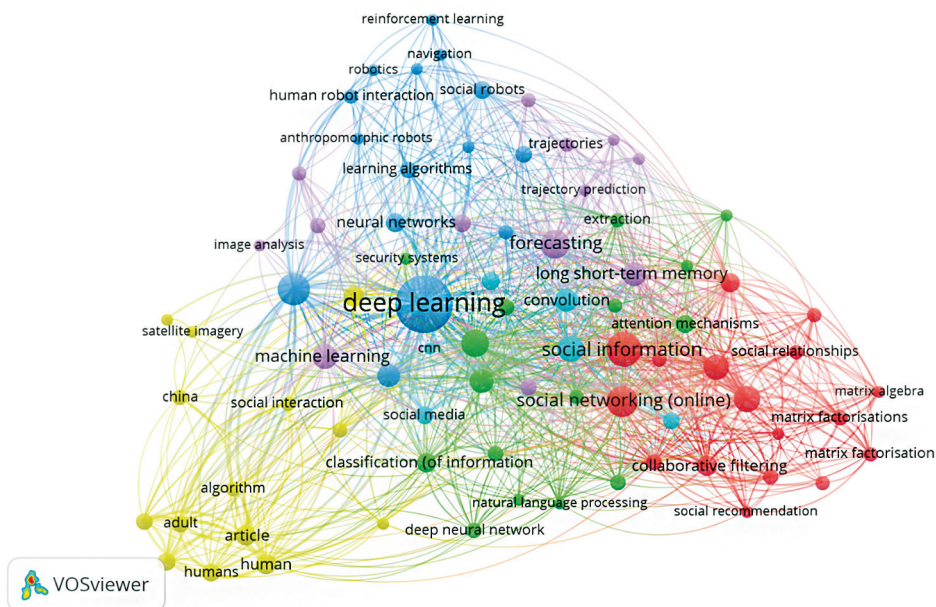 reinforcement learning
navigation
robotics
human robot interaction
social robots
anthropomorphic robots
trajectories
learning algorithms
trajectory prediction
neural networks
extraction
image analysis
forecasting
security systems
long short-term memory
deep learning
convolution
satellite imagery
attention mechanisms
cnn
social information
machine learning
social relationships
matrix algebra
china
social interaction
social networking (online)
social media
matrix factorisations
matrix factorisation
classification (of information
collaborative filtering
algorithm
natural language processing
social recommendation
adult
article
deep neural network
human
humans
VOSviewer